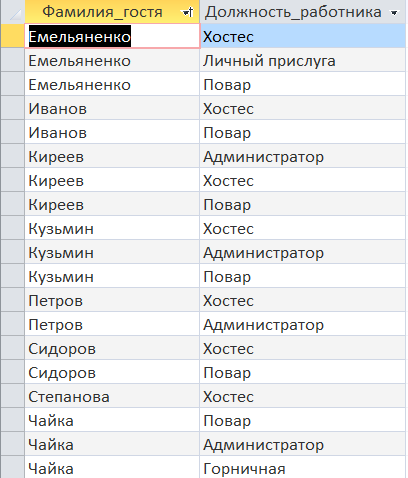 Фамилия_гостя Должность_работника
Емельяненко Хостес
Емельяненко Личный прислуга
Емельяненко Повар
Иванов Хостес
Иванов Повар
Киреев Администратор
Киреев Хостес
Киреев Повар
Кузьмин Хостес
Кузьмин Администратор
Кузьмин Повар
Петров Хостес
Петров Администратор
Сидоров Хостес
Сидоров Повар
Степанова Хостес
Чайка Повар
Чайка Администратор
Чайка Горничная